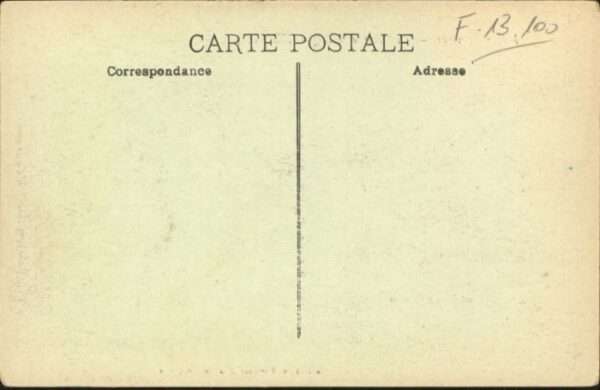 F. 13. 100
CARTE POSTALE
Correspondance
Adresse